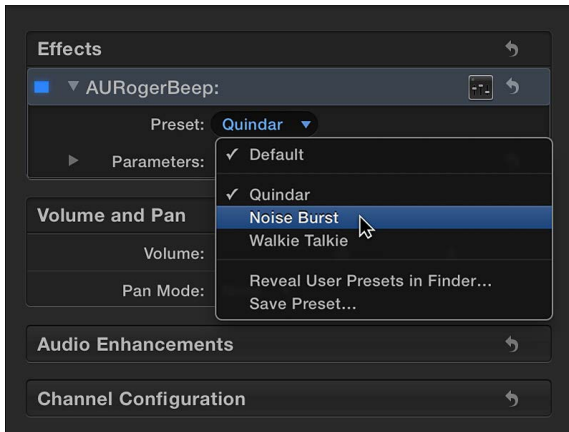 Effects
AURogerBeep:
Preset: Quindar
Parameters:
✓ Default
✓ Quindar
Noise Burst
Walkie Talkie
Reveal User Presets in Finder...
Save Preset...
Volume and Pan
Volume:
Pan Mode:
Audio Enhancements
Channel Configuration